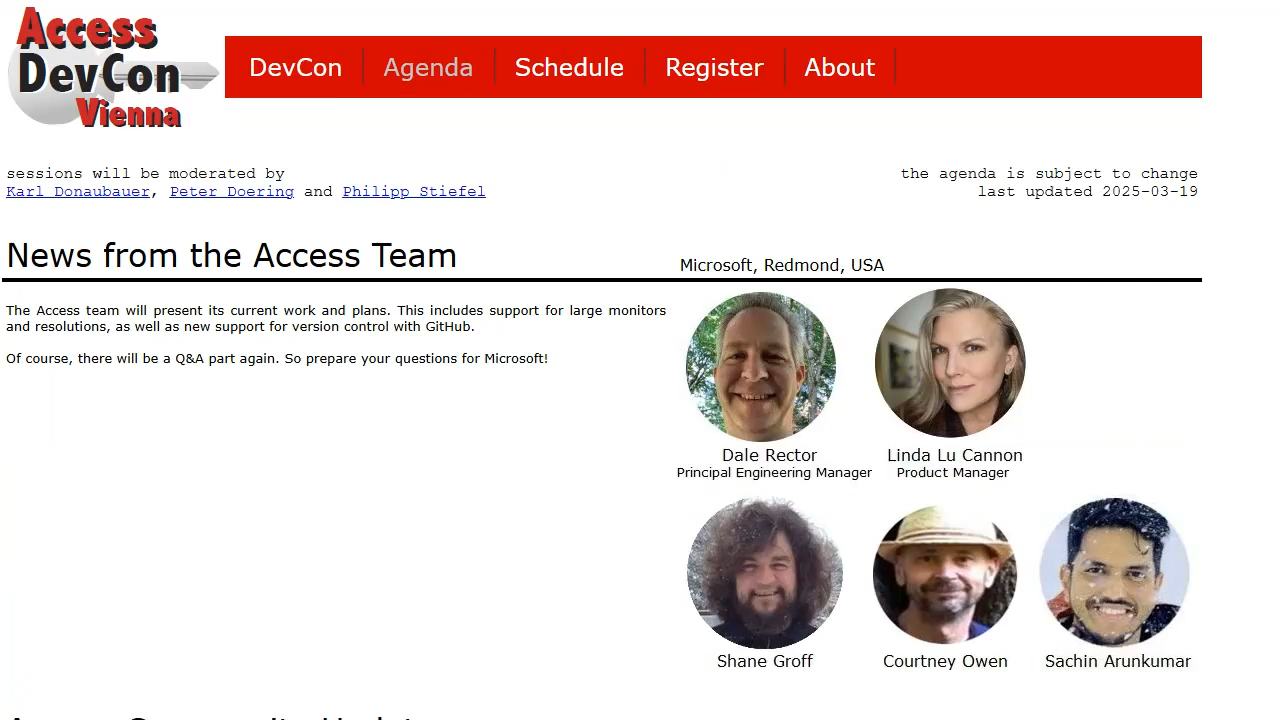 Access
DevCon
Vienna
DevCon
Agenda
Schedule
Register
About
sessions will be moderated by
Karl Donaubauer, Peter Doering and Philipp Stiefel
the agenda is subject to change
last updated 2025-03-19
News from the Access Team
Microsoft, Redmond, USA
The Access team will present its current work and plans. This includes support for large monitors
and resolutions, as well as new support for version control with GitHub.
Of course, there will be a Q&A part again. So prepare your questions for Microsoft!
Dale Rector
Principal Engineering Manager
Linda Lu Cannon
Product Manager
Shane Groff
Courtney Owen
Sachin Arunkumar